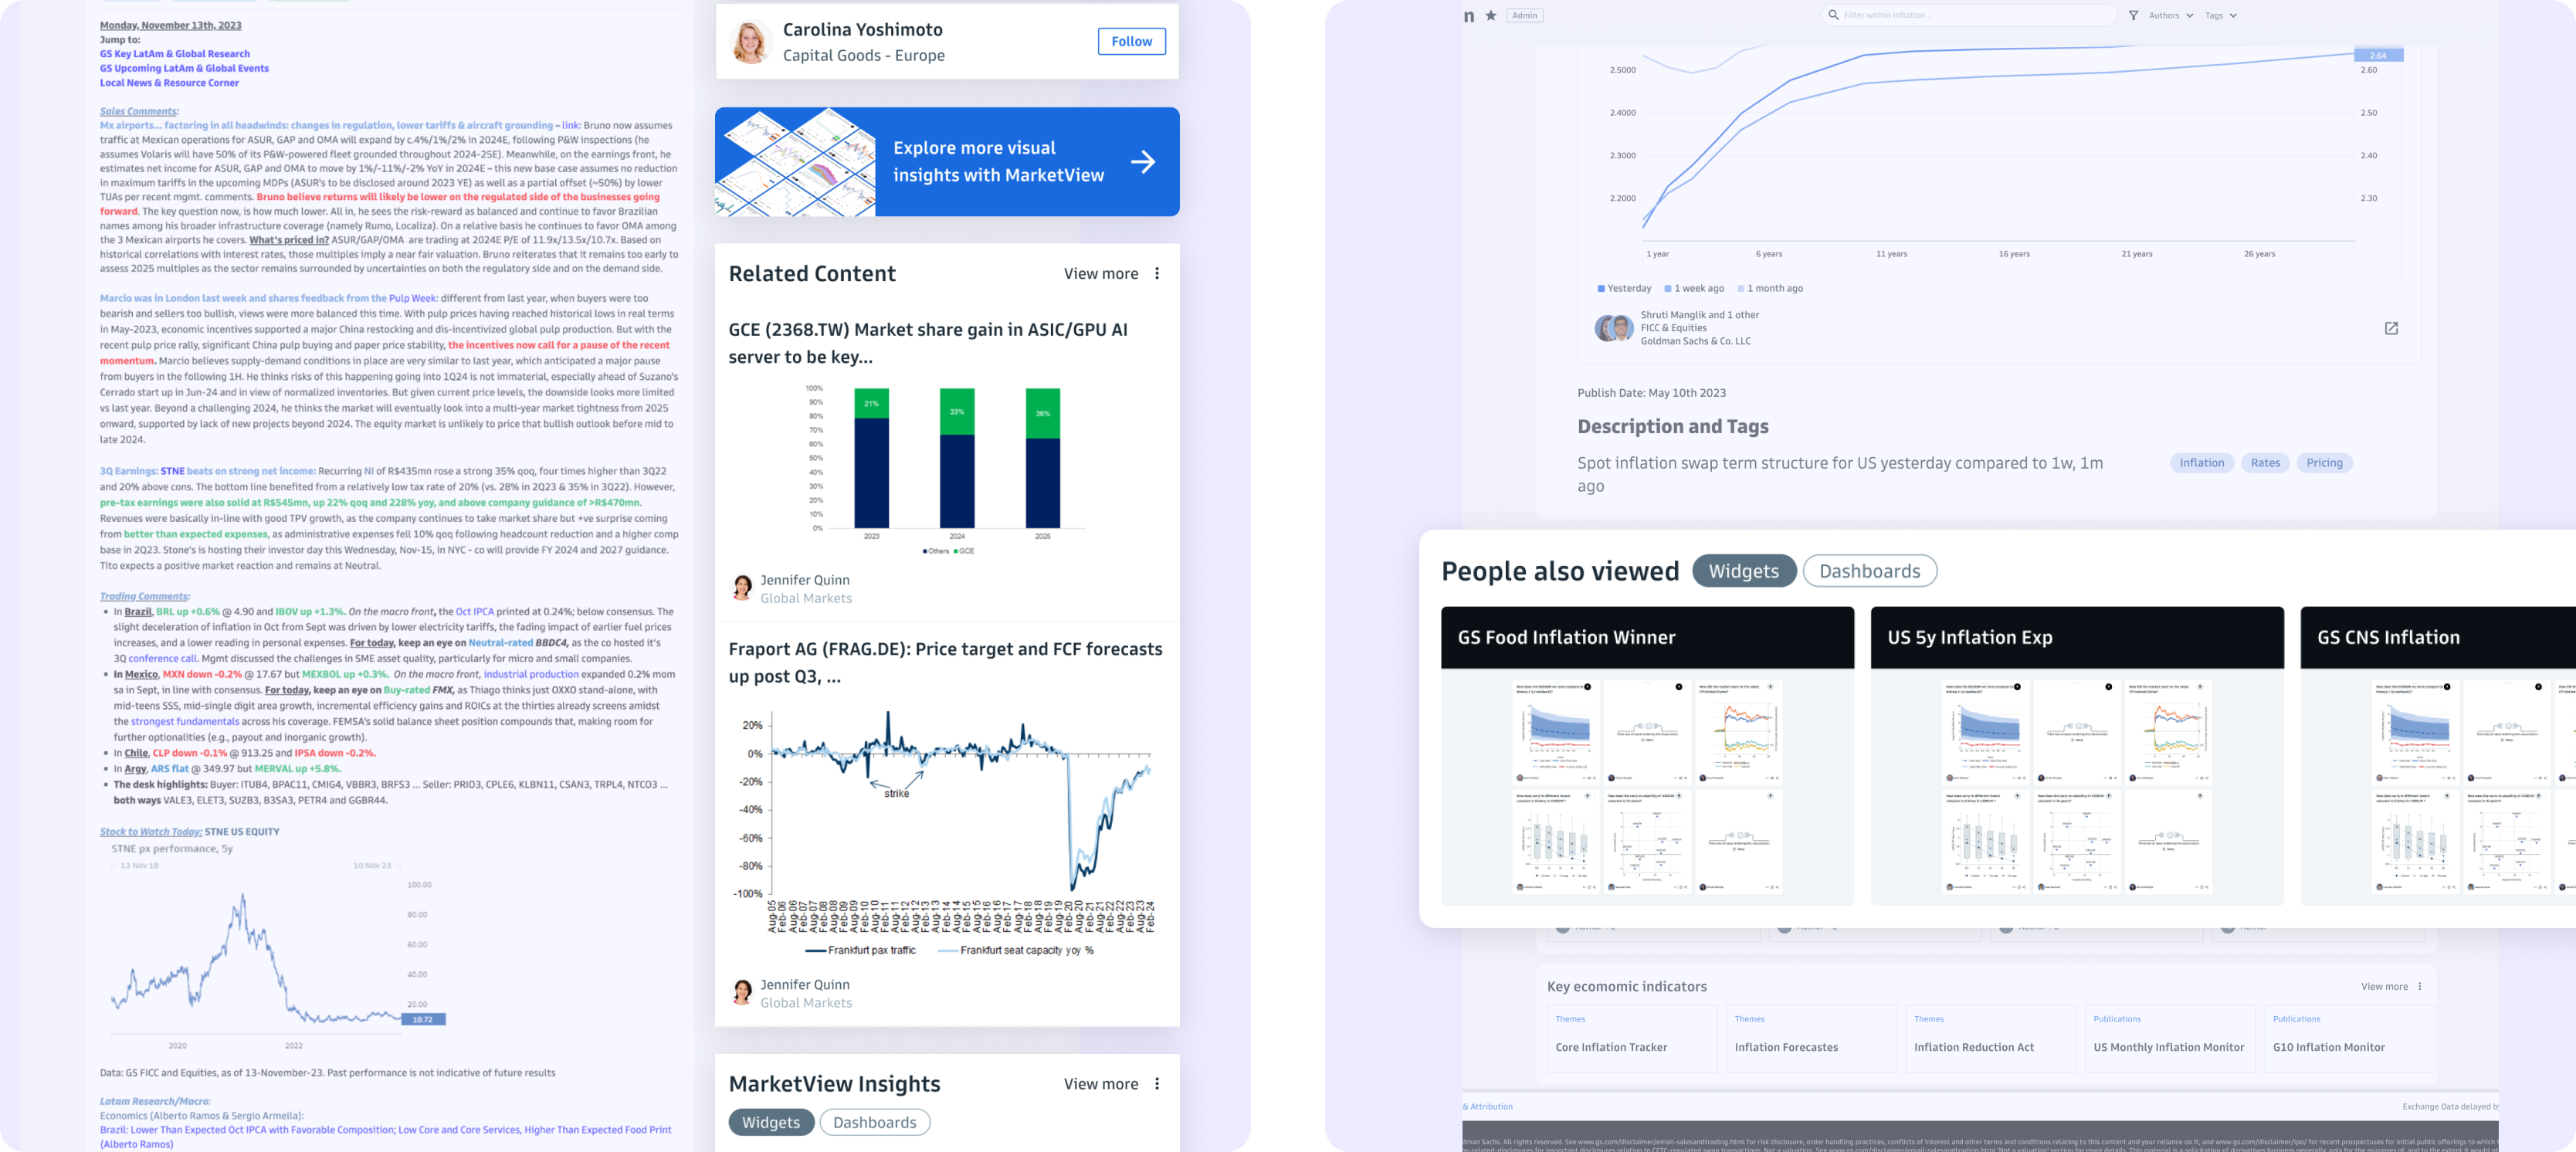 Monday, November 13th, 2023
Jump to:
GS Key LatAm & Global Research
GS Upcoming LatAm & Global Events
Local News & Resource Corner
Sales Comments:
Mx airports... factoring in all headwinds: changes in regulation, lower tariffs & aircraft grounding – link: Bruno now assumes
traffic at Mexican operations for ASUR, GAP and OMA will expand by c.4%/1%/2% in 2024E, following P&W inspections (he
assumes Volaris will have 50% of its P&W-powered fleet grounded throughout 2024-25E). Meanwhile, on the earnings front, he
estimates net income for ASUR, GAP and OMA to move by 1%/-11%/-2% YoY in 2024E – this new base case assumes no reduction
in maximum tariffs in the upcoming MDPs (ASUR's to be disclosed around 2023 YE) as well as a partial offset (~50%) by lower
TUAs per recent mgmt. comments. Bruno believe returns will likely be lower on the regulated side of the businesses going
forward. The key question now, is how much lower. All in, he sees the risk-reward as balanced and continue to favor Brazilian
names among his broader infrastructure coverage (namely Rumo, Localiza). On a relative basis he continues to favor OMA among
the 3 Mexican airports he covers. What's priced in? ASUR/GAP/OMA are trading at 2024E P/E of 11.9x/13.5x/10.7x. Based on
historical correlations with interest rates, those multiples imply a near fair valuation. Bruno reiterates that it remains too early to
assess 2025 multiples as the sector remains surrounded by uncertainties on both the regulatory side and on the demand side.
Marcio was in London last week and shares feedback from the Pulp Week: different from last year, when buyers were too
bearish and sellers too bullish, views were more balanced this time. With pulp prices having reached historical lows in real terms
in May-2023, economic incentives supported a major China restocking and dis-incentivized global pulp production. But with the
recent pulp price rally, significant China pulp buying and paper price stability, the incentives now call for a pause of the recent
momentum. Marcio believes supply-demand conditions in place are very similar to last year, which anticipated a major pause
from buyers in the following 1H. He thinks risks of this happening going into 1Q24 is not immaterial, especially ahead of Suzano's
Cerrado start up in Jun-24 and in view of normalized inventories. But given current price levels, the downside looks more limited
vs last year. Beyond a challenging 2024, he thinks the market will eventually look into a multi-year market tightness from 2025
onward, supported by lack of new projects beyond 2024. The equity market is unlikely to price that bullish outlook before mid to
late 2024.
3Q Earnings: STNE beats on strong net income: Recurring NI of R$435mn rose a strong 35% qoq, four times higher than 3Q22
and 20% above cons. The bottom line benefited from a relatively low tax rate of 20% (vs. 28% in 2Q23 & 35% in 3Q22). However,
pre-tax earnings were also solid at R$545mn, up 22% qoq and 228% yoy, and above company guidance of >R$470mn.
Revenues were basically in-line with good TPV growth, as the company continues to take market share but +ve surprise coming
from better than expected expenses, as administrative expenses fell 10% qoq following headcount reduction and a higher comp
base in 2Q23. Stone's is hosting their investor day this Wednesday, Nov-15, in NYC - co will provide FY 2024 and 2027 guidance.
Tito expects a positive market reaction and remains at Neutral.
Trading Comments:
▪ In Brazil, BRL up +0.6% @ 4.90 and IBOV up +1.3%. On the macro front, the Oct IPCA printed at 0.24%; below consensus. The
slight deceleration of inflation in Oct from Sept was driven by lower electricity tariffs, the fading impact of earlier fuel prices
increases, and a lower reading in personal expenses. For today, keep an eye on Neutral-rated BBDC4, as the co hosted it's
3Q conference call. Mgmt discussed the challenges in SME asset quality, particularly for micro and small companies.
▪ In Mexico, MXN down -0.2% @ 17.67 but MEXBOL up +0.3%. On the macro front, industrial production expanded 0.2% mom
sa in Sept, in line with consensus. For today, keep an eye on Buy-rated FMX, as Thiago thinks just OXXO stand-alone, with
mid-teens SSS, mid-single digit area growth, incremental efficiency gains and ROICs at the thirties already screens amidst
the strongest fundamentals across his coverage. FEMSA's solid balance sheet position compounds that, making room for
further optionalities (e.g., payout and inorganic growth).
▪ In Chile, CLP down -0.1% @ 913.25 and IPSA down -0.2%.
▪ In Argy, ARS flat @ 349.97 but MERVAL up +5.8%.
▪ The desk highlights: Buyer: ITUB4, BPAC11, CMIG4, VBBR3, BRFS3 ... Seller: PRIO3, CPLE6, KLBN11, CSAN3, TRPL4, NTCO3 ...
both ways VALE3, ELET3, SUZB3, B3SA3, PETR4 and GGBR44.
Stock to Watch Today: STNE US EQUITY
STNE px performance, 5y
13 Nov 18 10 Nov 23
100.00
80.00
60.00
40.00
20.00
10.72
2020 2022
Data: GS FICC and Equities, as of 13-November-23. Past performance is not indicative of future results
Latam Research/Macro:
Economics (Alberto Ramos & Sergio Armella):
Brazil: Lower Than Expected Oct IPCA with Favorable Composition; Low Core and Core Services, Higher Than Expected Food Print
(Alberto Ramos)
Carolina Yoshimoto
Capital Goods - Europe
Follow
Explore more visual
insights with MarketView
Related Content
View more
GCE (2368.TW) Market share gain in ASIC/GPU AI
server to be key...
100%
90%
80%
70%
60%
50%
40%
30%
20%
10%
0%
21%
33%
36%
2023 2024 2025
Others GCE
Jennifer Quinn
Global Markets
Fraport AG (FRAG.DE): Price target and FCF forecasts
up post Q3, ...
20%
0%
-20%
-40%
-60%
-80%
-100%
strike
Aug-05 Feb-06 Aug-06 Feb-07 Aug-07 Feb-08 Aug-08 Feb-09 Aug-09 Feb-10 Aug-10 Feb-11 Aug-11 Feb-12 Aug-12 Feb-13 Aug-13 Feb-14 Aug-14 Feb-15 Aug-15 Feb-16 Aug-16 Feb-17 Aug-17 Feb-18 Aug-18 Feb-19 Aug-19 Feb-20 Aug-20 Feb-21 Aug-21 Feb-22 Aug-22 Feb-23 Aug-23 Feb-24
Frankfurt pax traffic Frankfurt seat capacity yoy %
Jennifer Quinn
Global Markets
MarketView Insights
View more
Widgets Dashboards
n ★ Admin
Filter within inflation...
Authors Tags
2.5000
2.4000
2.3000
2.2000
2.64
2.60
2.50
2.40
2.30
1 year 6 years 11 years 16 years 21 years 26 years
Yesterday 1 week ago 1 month ago
Shruti Manglik and 1 other
FICC & Equities
Goldman Sachs & Co. LLC
Publish Date: May 10th 2023
Description and Tags
Spot inflation swap term structure for US yesterday compared to 1w, 1m
ago
Inflation Rates Pricing
People also viewed Widgets Dashboards
GS Food Inflation Winner
US 5y Inflation Exp
GS CNS Inflation
Key ecomomic indicators
View more
Themes
Core Inflation Tracker
Themes
Inflation Forecastes
Themes
Inflation Reduction Act
Publications
US Monthly Inflation Monitor
Publications
G10 Inflation Monitor
& Attribution
Exchange Data delayed by